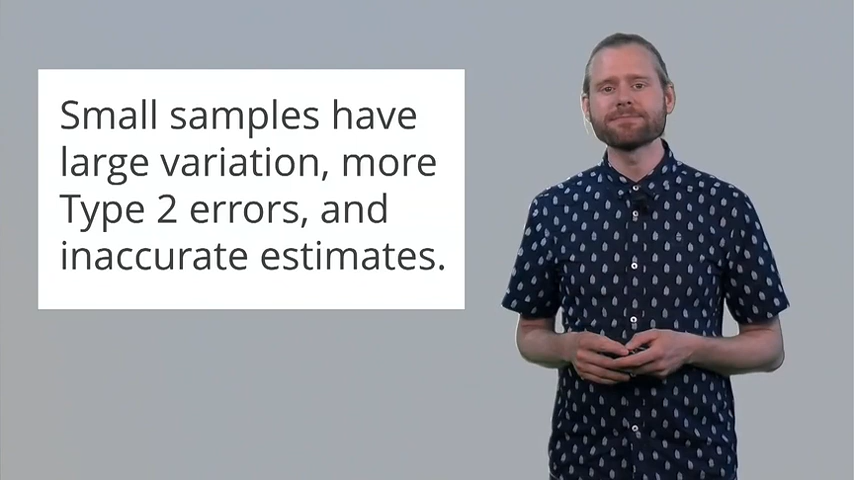 Small samples have
large variation, more
Type 2 errors, and
inaccurate estimates.